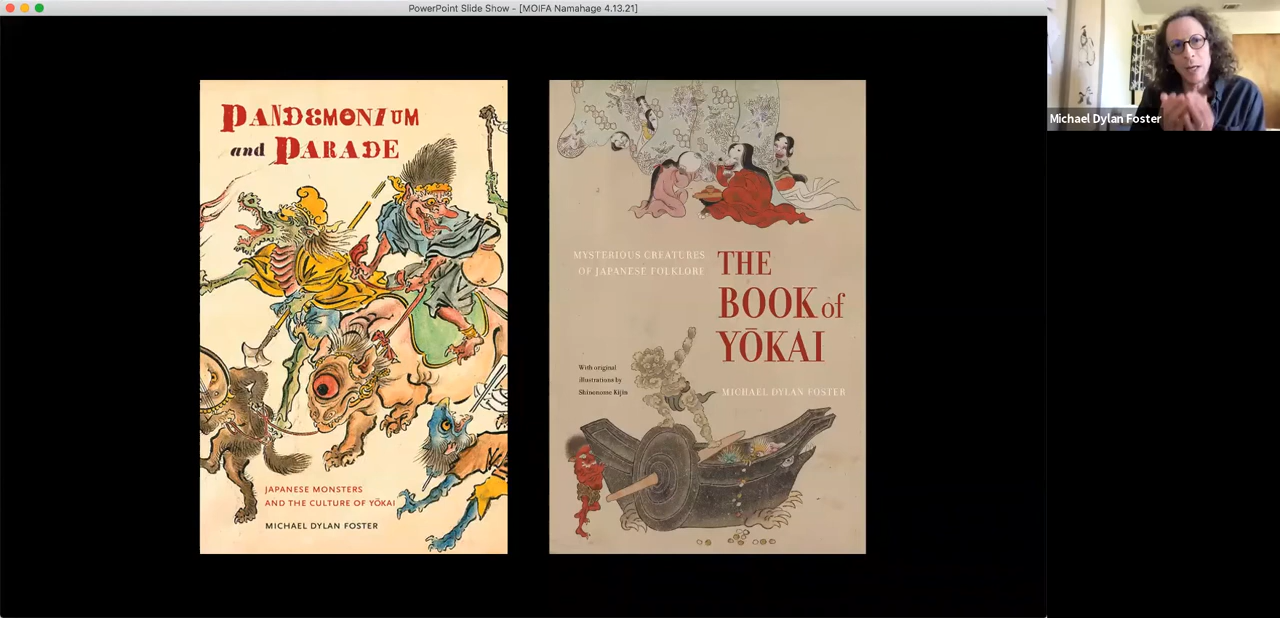 PowerPoint Slide Show - [MOIFA Namahage 4.13.21]
PANDEMONIUM
and PARADE
JAPANESE MONSTERS
AND THE CULTURE OF YŌKAI
MICHAEL DYLAN FOSTER
MYSTERIOUS CREATURES
OF JAPANESE FOLKLORE
THE
BOOK of
YŌKAI
With original
illustrations by
Shinonome Kijin
MICHAEL DYLAN FOSTER
Michael Dylan Foster